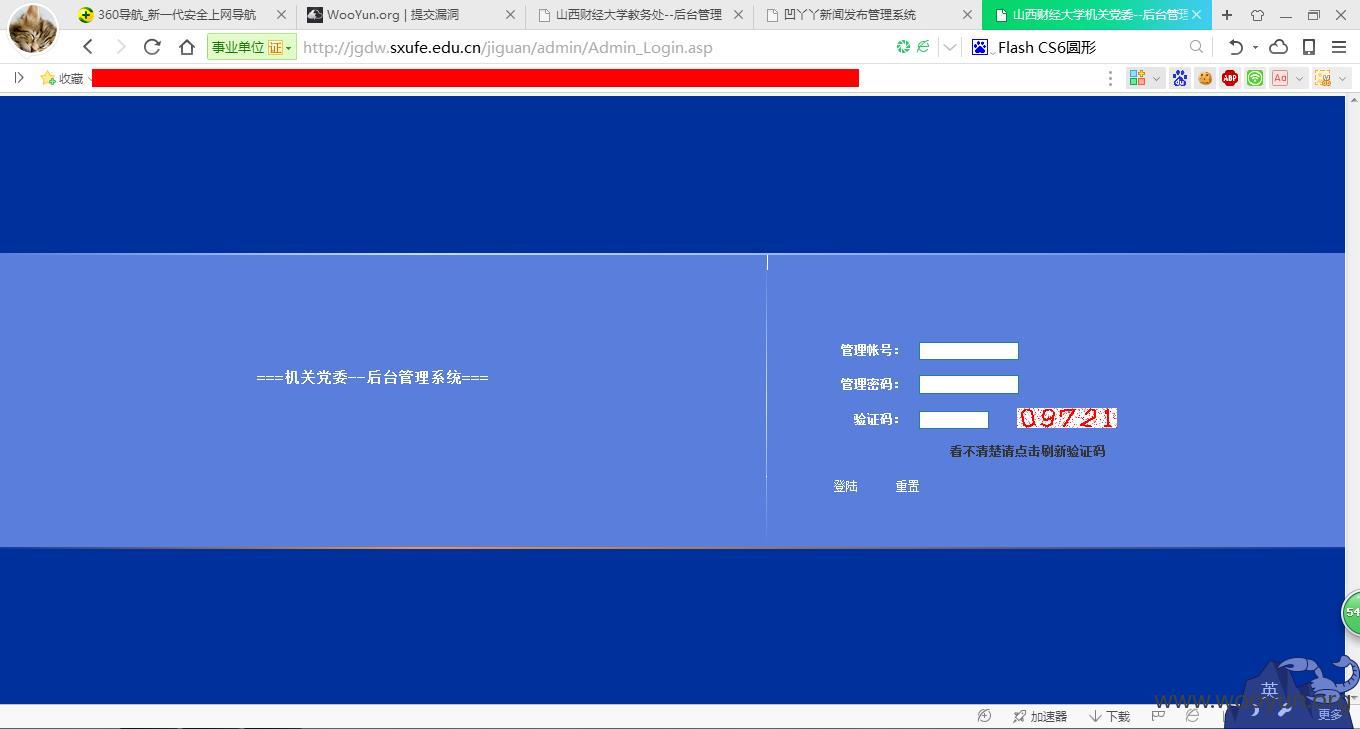 360导航_新一代安全上网导航
WooYun.org | 提交漏洞
山西财经大学教务处--后台管理
凹丫丫新闻发布管理系统
山西财经大学机关党委--后台管理
事业单位 证
http://jgdw.sxufe.edu.cn/jiguan/admin/Admin_Login.asp
Flash CS6圆形
收藏
ABP
Aa
===机关党委--后台管理系统===
管理帐号：
管理密码：
验证码：
09721
看不清楚请点击刷新验证码
登陆
重置
54
英
www.wooyun.org
加速器
下载
更多